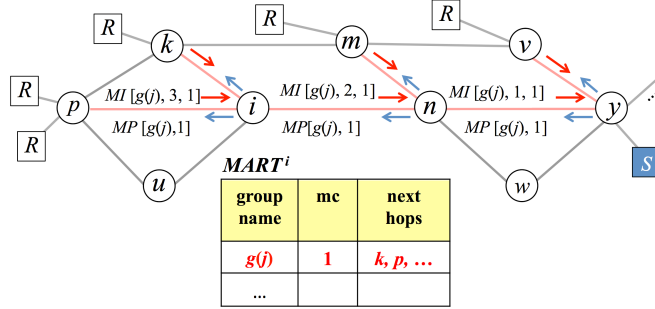 R
R
R
k
m
v
R
p
MI [g(j), 3, 1]
i
MI [g(j), 2, 1]
n
MI [g(j), 1, 1]
y
...
R
MP [g(j),1]
MP[g(j), 1]
MP [g(j), 1]
S
u
MART i
w
group name
mc
next hops
g(j)
1
k, p, ...
...